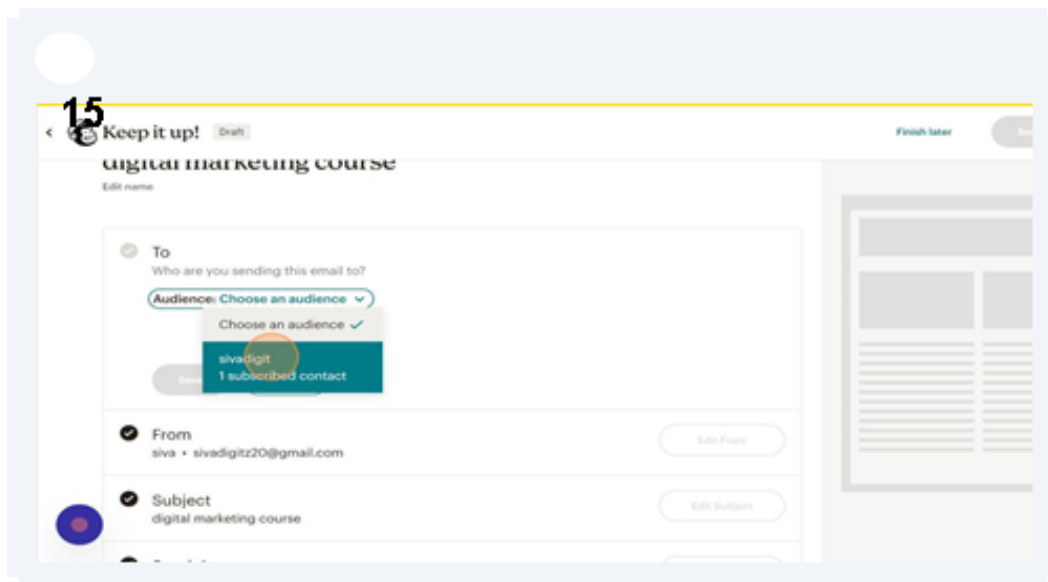 15
Keep it up! Draft Finish later
digital marketing course
Edit name
To
Who are you sending this email to?
Audience: Choose an audience
Choose an audience
sivadigit
1 subscribed contact
From
siva • sivadigitz20@gmail.com
Edit From
Subject
digital marketing course
Edit Subject